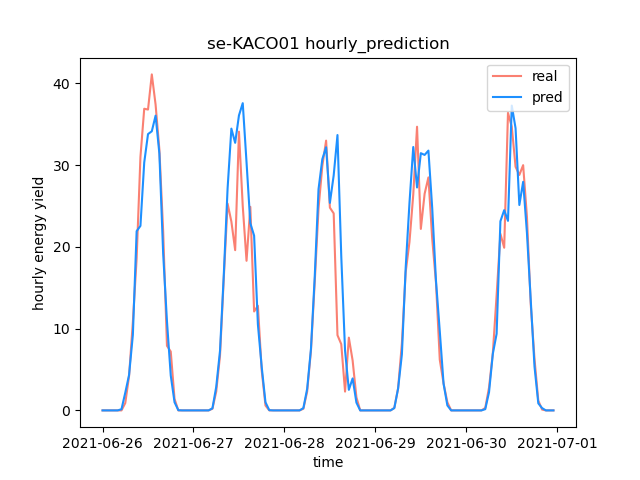 se-KACO01 hourly_prediction
real
pred
hourly energy yield
40
30
20
10
0
2021-06-26 2021-06-27 2021-06-28 2021-06-29 2021-06-30 2021-07-01
time